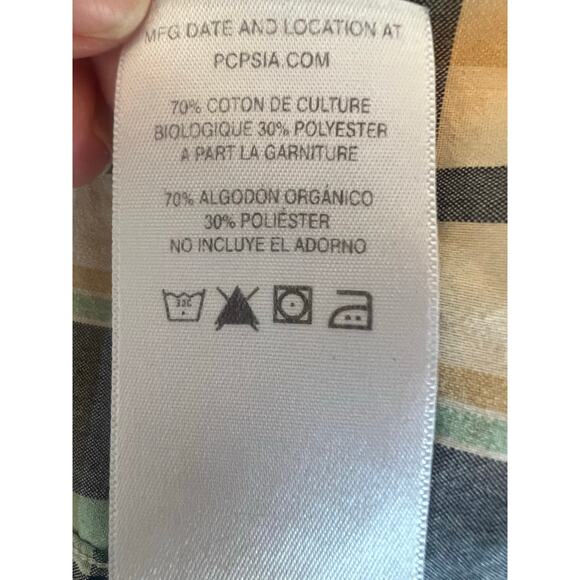 MFG DATE AND LOCATION AT
PCPSIA.COM
70% COTON DE CULTURE
BIOLOGIQUE 30% POLYESTER
A PART LA GARNITURE
70% ALGODÓN ORGÁNICO
30% POLIÉSTER
NO INCLUYE EL ADORNO